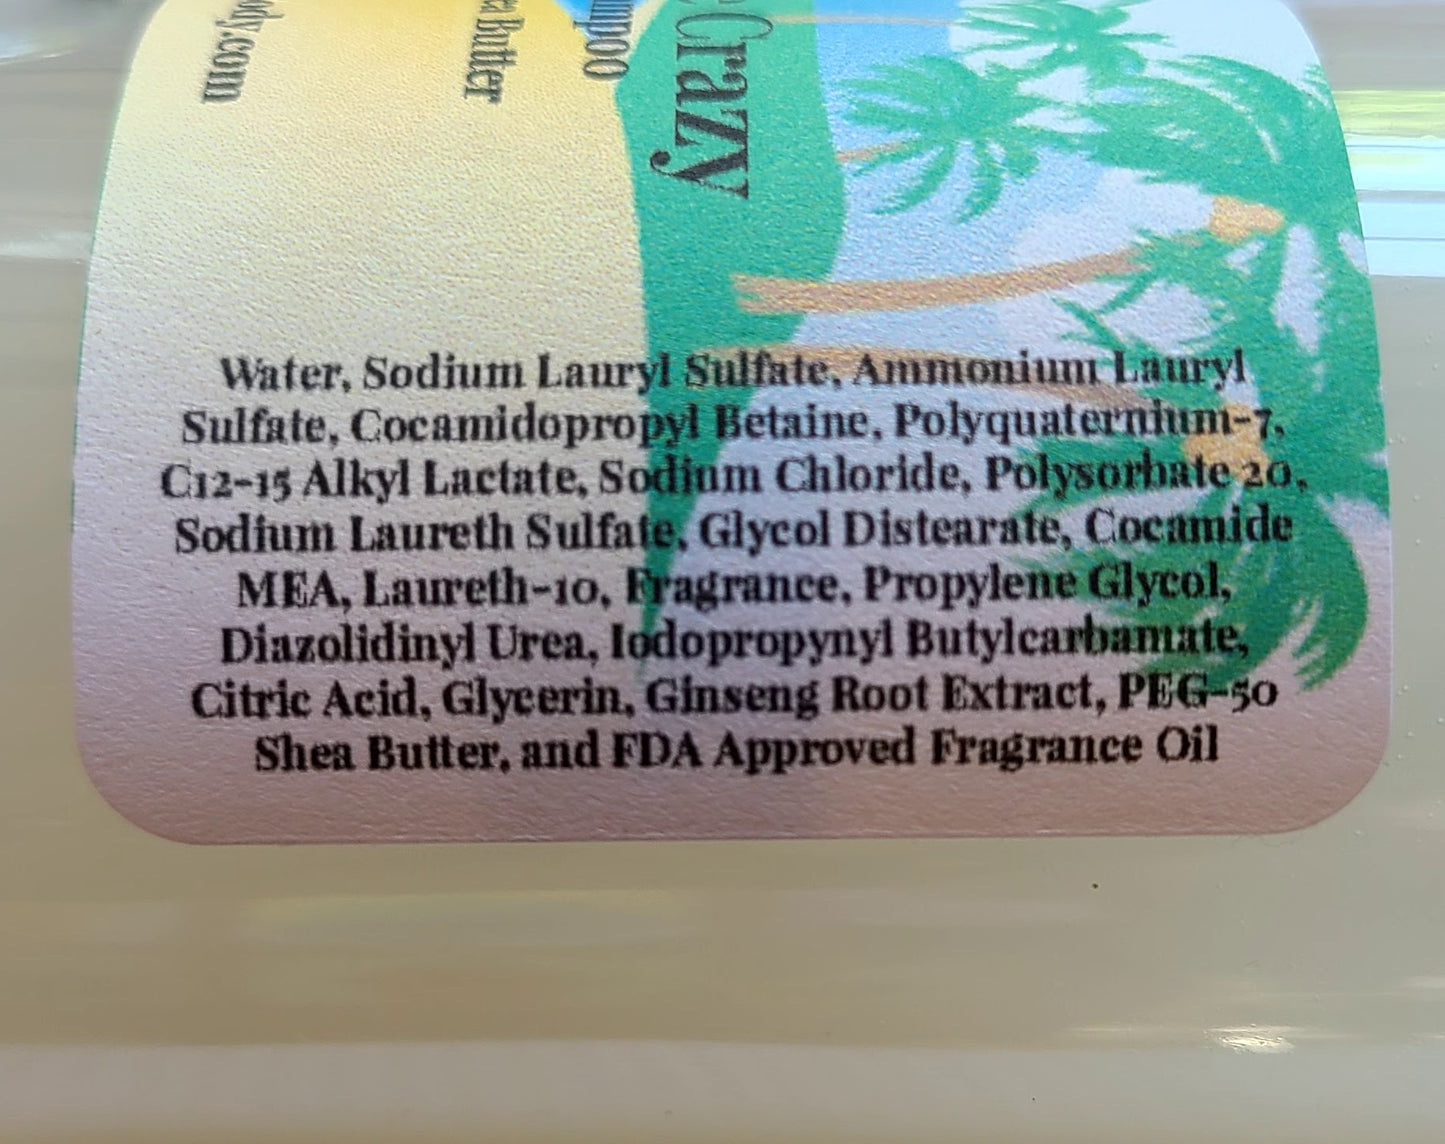 Crazy
Butter
Water, Sodium Lauryl Sulfate, Ammonium Lauryl
Sulfate, Cocamidopropyl Betaine, Polyquaternium-7,
C12-15 Alkyl Lactate, Sodium Chloride, Polysorbate 20,
Sodium Laureth Sulfate, Glycol Distearate, Cocamide
MEA, Laureth-10, Fragrance, Propylene Glycol,
Diazolidinyl Urea, Iodopropynyl Butylcarbamate,
Citric Acid, Glycerin, Ginseng Root Extract, PEG-50
Shea Butter, and FDA Approved Fragrance Oil